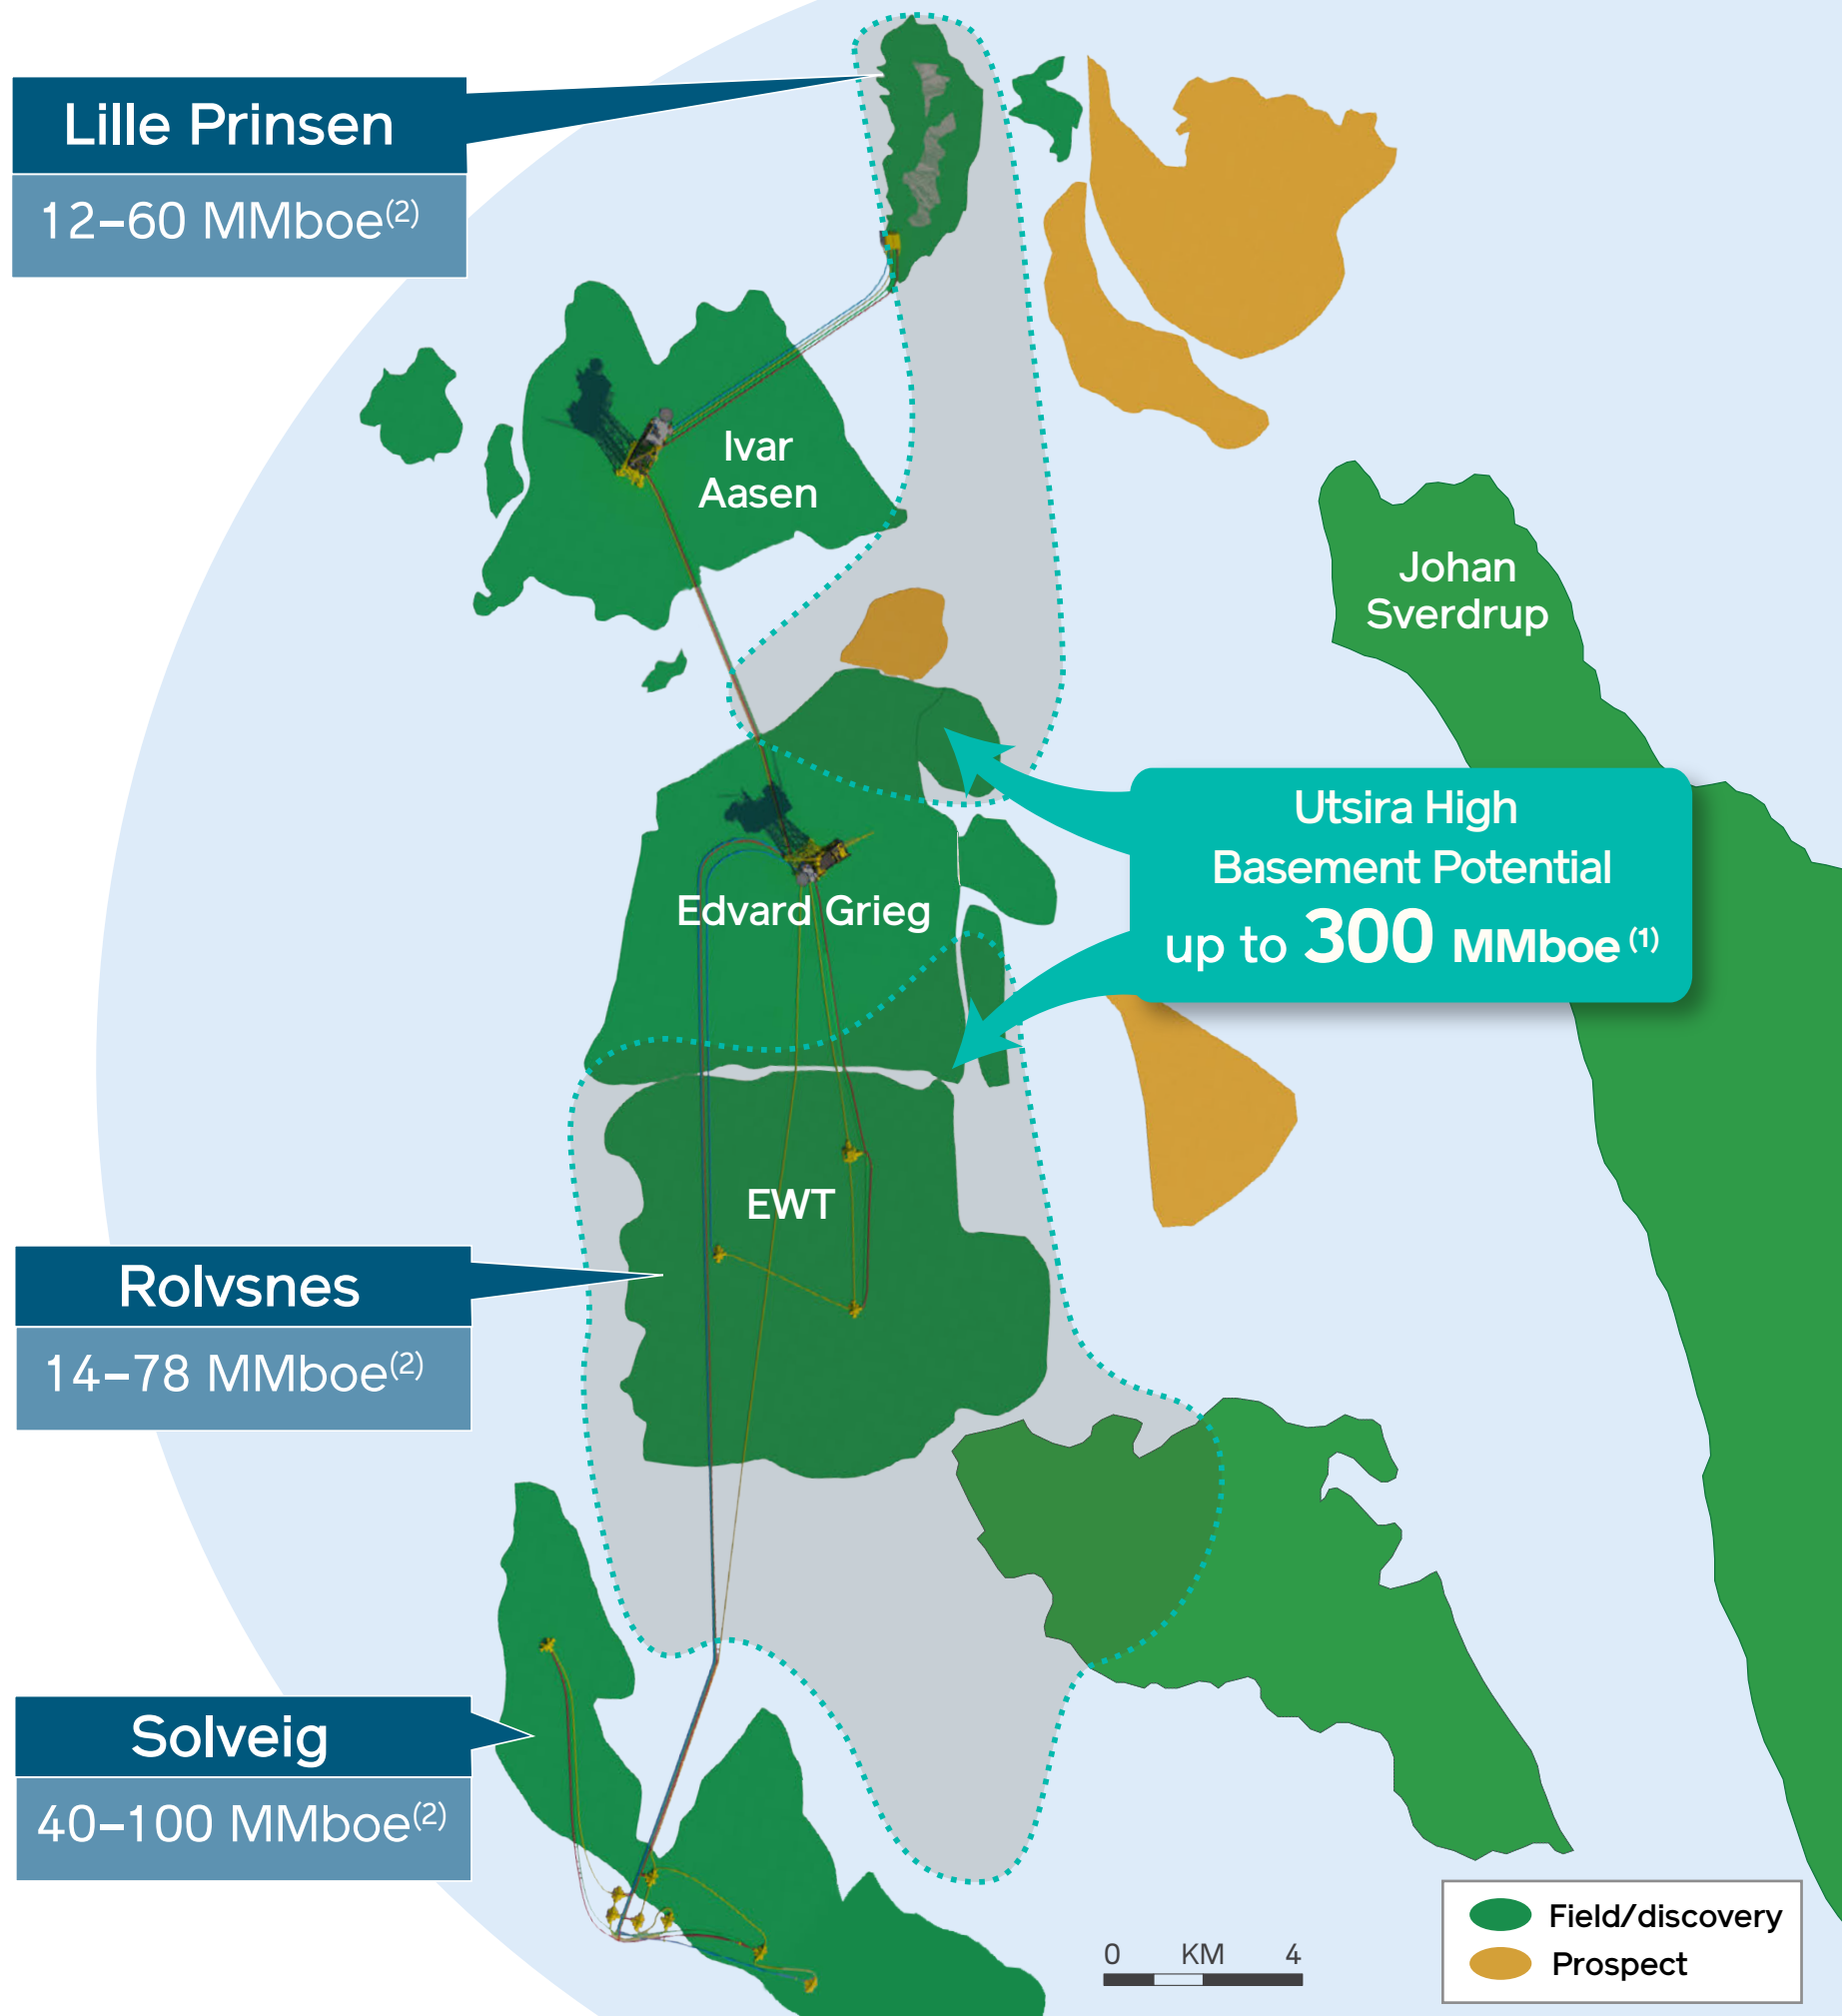 Lille Prinsen
12–60 MMboe(2)
Ivar
Aasen
Johan
Sverdrup
Utsira High
Basement Potential
up to 300 MMboe (1)
Edvard Grieg
EWT
Rolvsnes
14–78 MMboe(2)
Solveig
40–100 MMboe(2)
0 KM 4
Field/discovery
Prospect